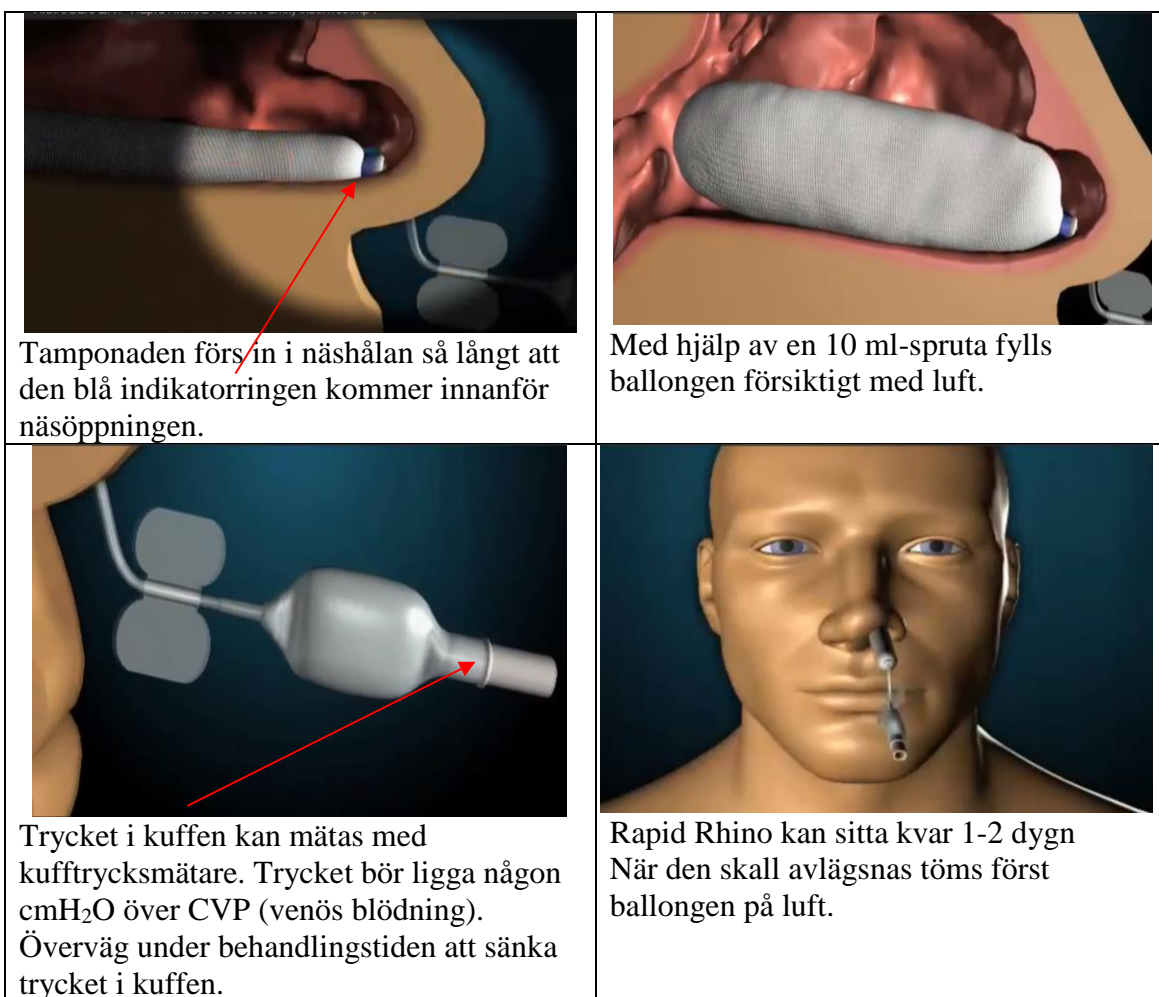 Tamponaden förs in i näshålan så långt att
den blå indikatorringen kommer innanför
näsöppningen.
Med hjälp av en 10 ml-spruta fylls
ballongen försiktigt med luft.
Trycket i kuffen kan mätas med
kufftrycksmätare. Trycket bör ligga någon
cmH₂O över CVP (venös blödning).
Överväg under behandlingstiden att sänka
trycket i kuffen.
Rapid Rhino kan sitta kvar 1-2 dygn
När den skall avlägsnas töms först
ballongen på luft.